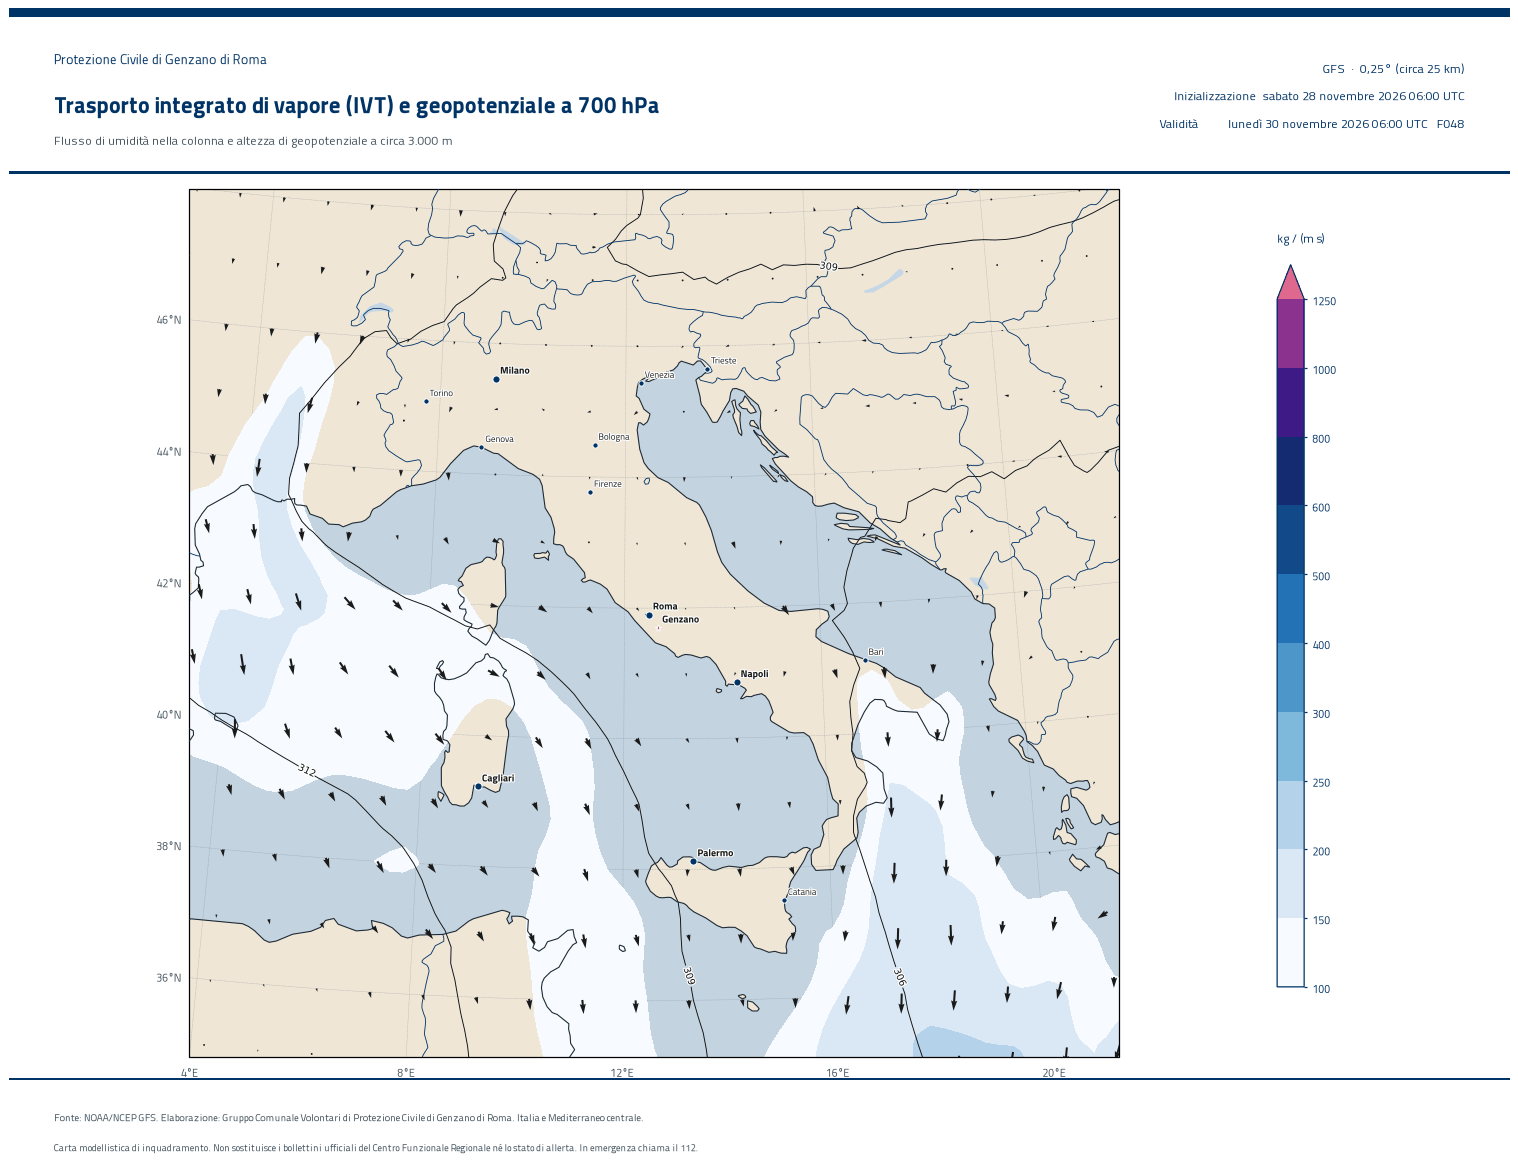 Protezione Civile di Genzano di Roma
Trasporto integrato di vapore (IVT) e geopotenziale a 700 hPa
Flusso di umidità nella colonna e altezza di geopotenziale a circa 3.000 m
GFS · 0,25° (circa 25 km)
Inizializzazione sabato 28 novembre 2026 06:00 UTC
Validità lunedì 30 novembre 2026 06:00 UTC F048
kg / (m s)
1250
1000
800
600
500
400
300
250
200
150
100
46°N
44°N
42°N
40°N
38°N
36°N
4°E
8°E
12°E
16°E
20°E
309
Trieste
Venezia
Milano
Torino
Genova
Bologna
Firenze
Roma
Genzano
Bari
Napoli
312
Cagliari
Palermo
Catania
309
306
Fonte: NOAA/NCEP GFS. Elaborazione: Gruppo Comunale Volontari di Protezione Civile di Genzano di Roma. Italia e Mediterraneo centrale.
Carta modellistica di inquadramento. Non sostituisce i bollettini ufficiali del Centro Funzionale Regionale né lo stato di allerta. In emergenza chiama il 112.